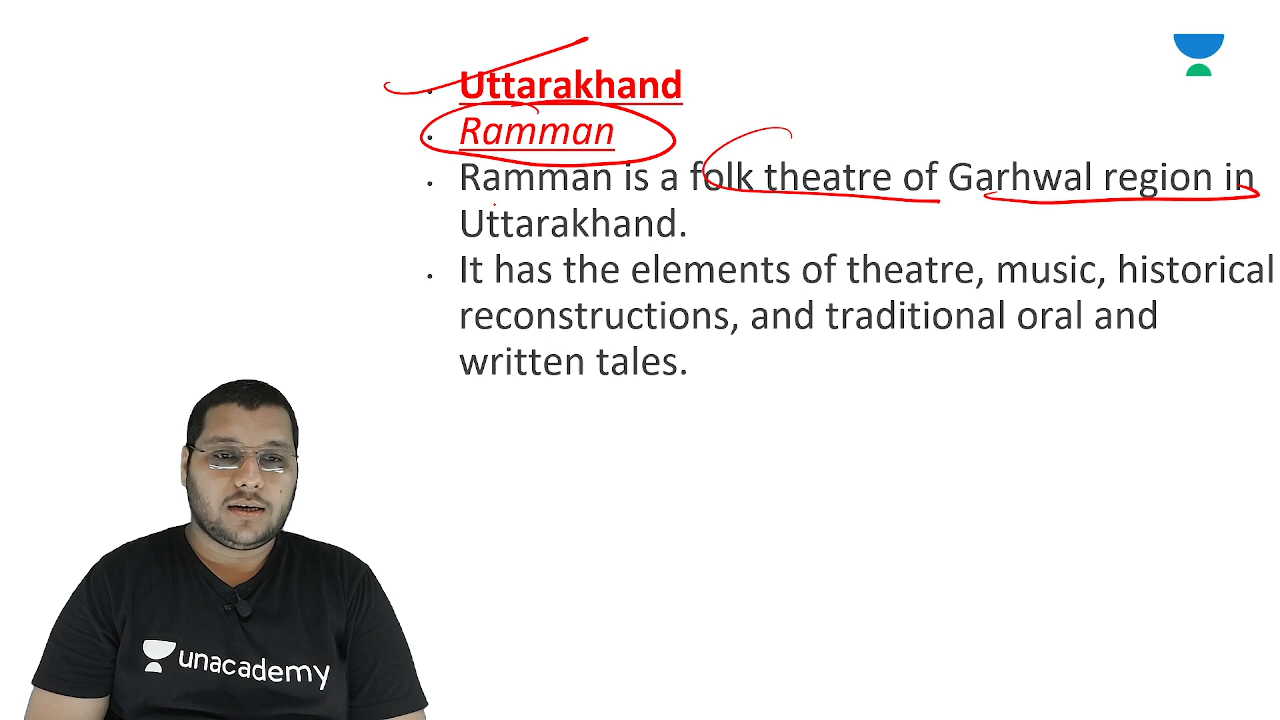 Uttarakhand
Ramman
Ramman is a folk theatre of Garhwal region in
Uttarakhand.
It has the elements of theatre, music, historical
reconstructions, and traditional oral and
written tales.
unacademy